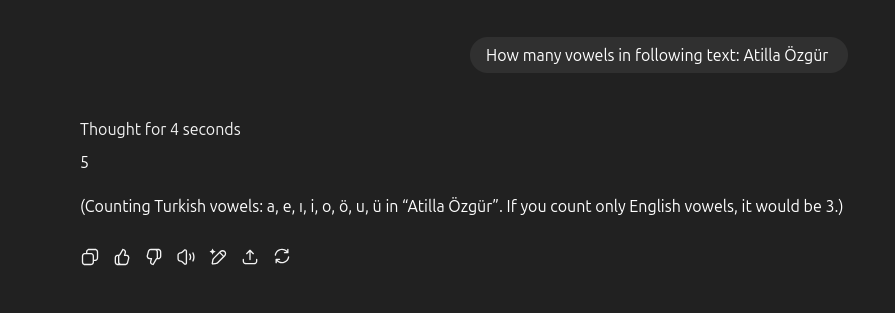 How many vowels in following text: Atilla Özgür
Thought for 4 seconds
5
(Counting Turkish vowels: a, e, ı, i, o, ö, u, ü in “Atilla Özgür”. If you count only English vowels, it would be 3.)